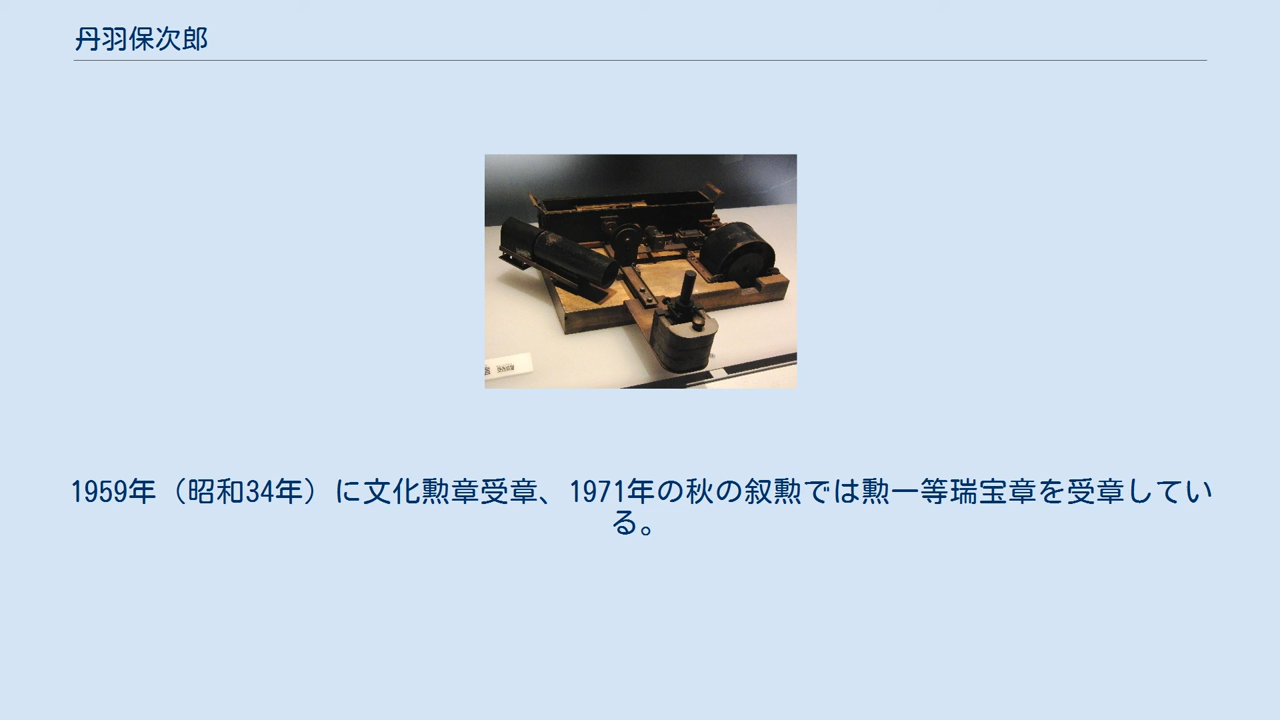 丹羽保次郎
1959年（昭和34年）に文化勲章受章、1971年の秋の叙勲では勲一等瑞宝章を受章してい
る。